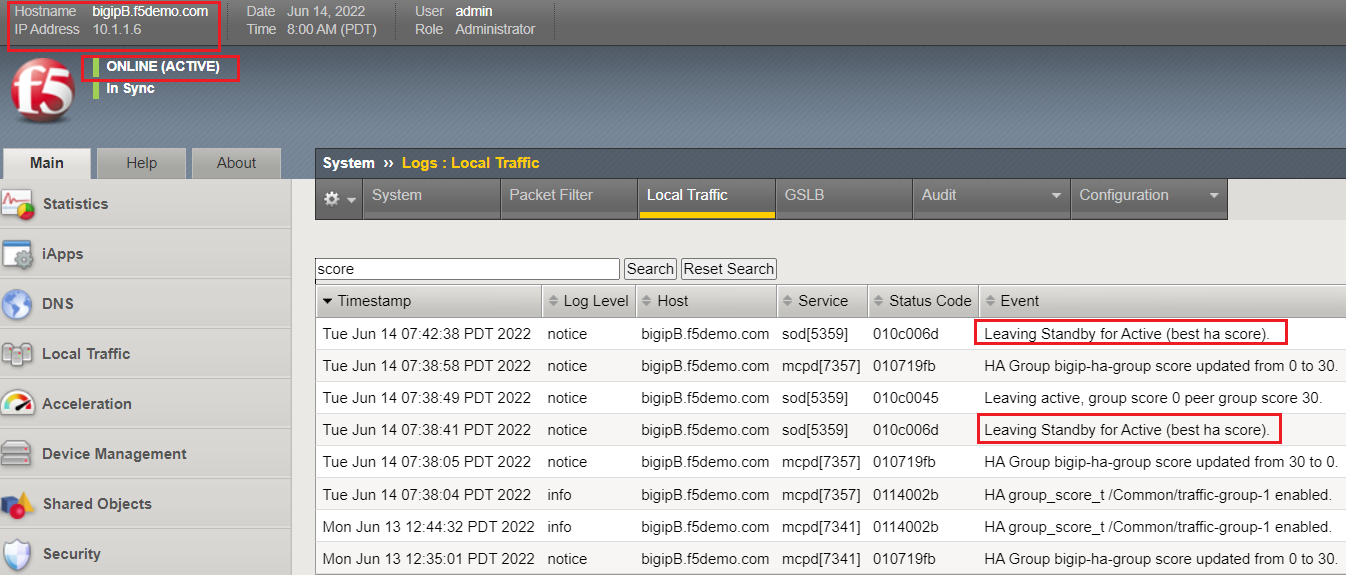 Hostname bigipB.f5demo.com Date Jun 14, 2022 User admin
IP Address 10.1.1.6 Time 8:00 AM (PDT) Role Administrator
f5
ONLINE (ACTIVE)
In Sync
Main Help About
System ›› Logs : Local Traffic
System Packet Filter Local Traffic GSLB Audit Configuration
Statistics
iApps
DNS
Local Traffic
Acceleration
Device Management
Shared Objects
Security
score Search Reset Search
Timestamp Log Level Host Service Status Code Event
Tue Jun 14 07:42:38 PDT 2022 notice bigipB.f5demo.com sod[5359] 010c006d Leaving Standby for Active (best ha score).
Tue Jun 14 07:38:58 PDT 2022 notice bigipB.f5demo.com mcpd[7357] 010719fb HA Group bigip-ha-group score updated from 0 to 30.
Tue Jun 14 07:38:49 PDT 2022 notice bigipB.f5demo.com sod[5359] 010c0045 Leaving active, group score 0 peer group score 30.
Tue Jun 14 07:38:41 PDT 2022 notice bigipB.f5demo.com sod[5359] 010c006d Leaving Standby for Active (best ha score).
Tue Jun 14 07:38:05 PDT 2022 notice bigipB.f5demo.com mcpd[7357] 010719fb HA Group bigip-ha-group score updated from 30 to 0.
Tue Jun 14 07:38:04 PDT 2022 info bigipB.f5demo.com mcpd[7357] 0114002b HA group_score_t /Common/traffic-group-1 enabled.
Mon Jun 13 12:44:32 PDT 2022 info bigipB.f5demo.com mcpd[7341] 0114002b HA group_score_t /Common/traffic-group-1 enabled.
Mon Jun 13 12:35:01 PDT 2022 notice bigipB.f5demo.com mcpd[7341] 010719fb HA Group bigip-ha-group score updated from 0 to 30.